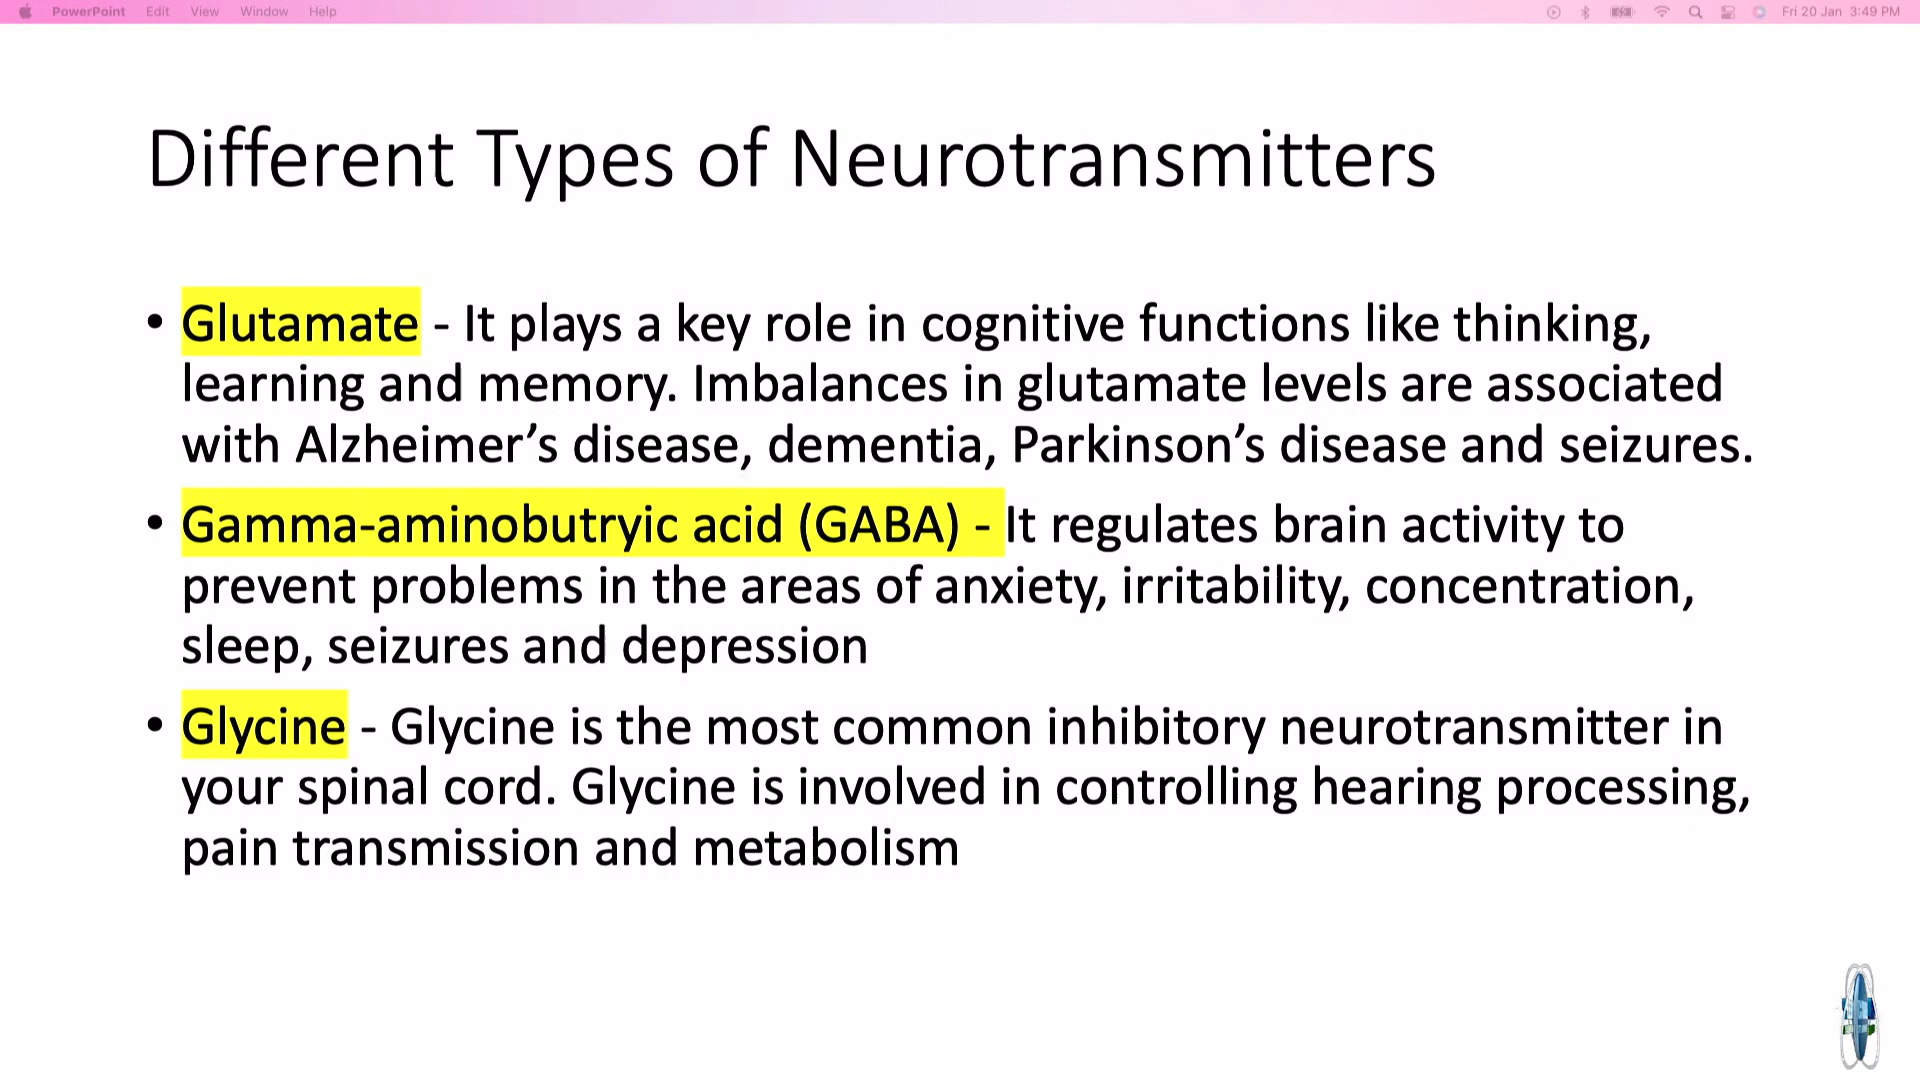 PowerPoint Edit View Window Help Fri 20 Jan 3:49 PM
Different Types of Neurotransmitters
• Glutamate - It plays a key role in cognitive functions like thinking,
learning and memory. Imbalances in glutamate levels are associated
with Alzheimer’s disease, dementia, Parkinson’s disease and seizures.
• Gamma-aminobutryic acid (GABA) - It regulates brain activity to
prevent problems in the areas of anxiety, irritability, concentration,
sleep, seizures and depression
• Glycine - Glycine is the most common inhibitory neurotransmitter in
your spinal cord. Glycine is involved in controlling hearing processing,
pain transmission and metabolism